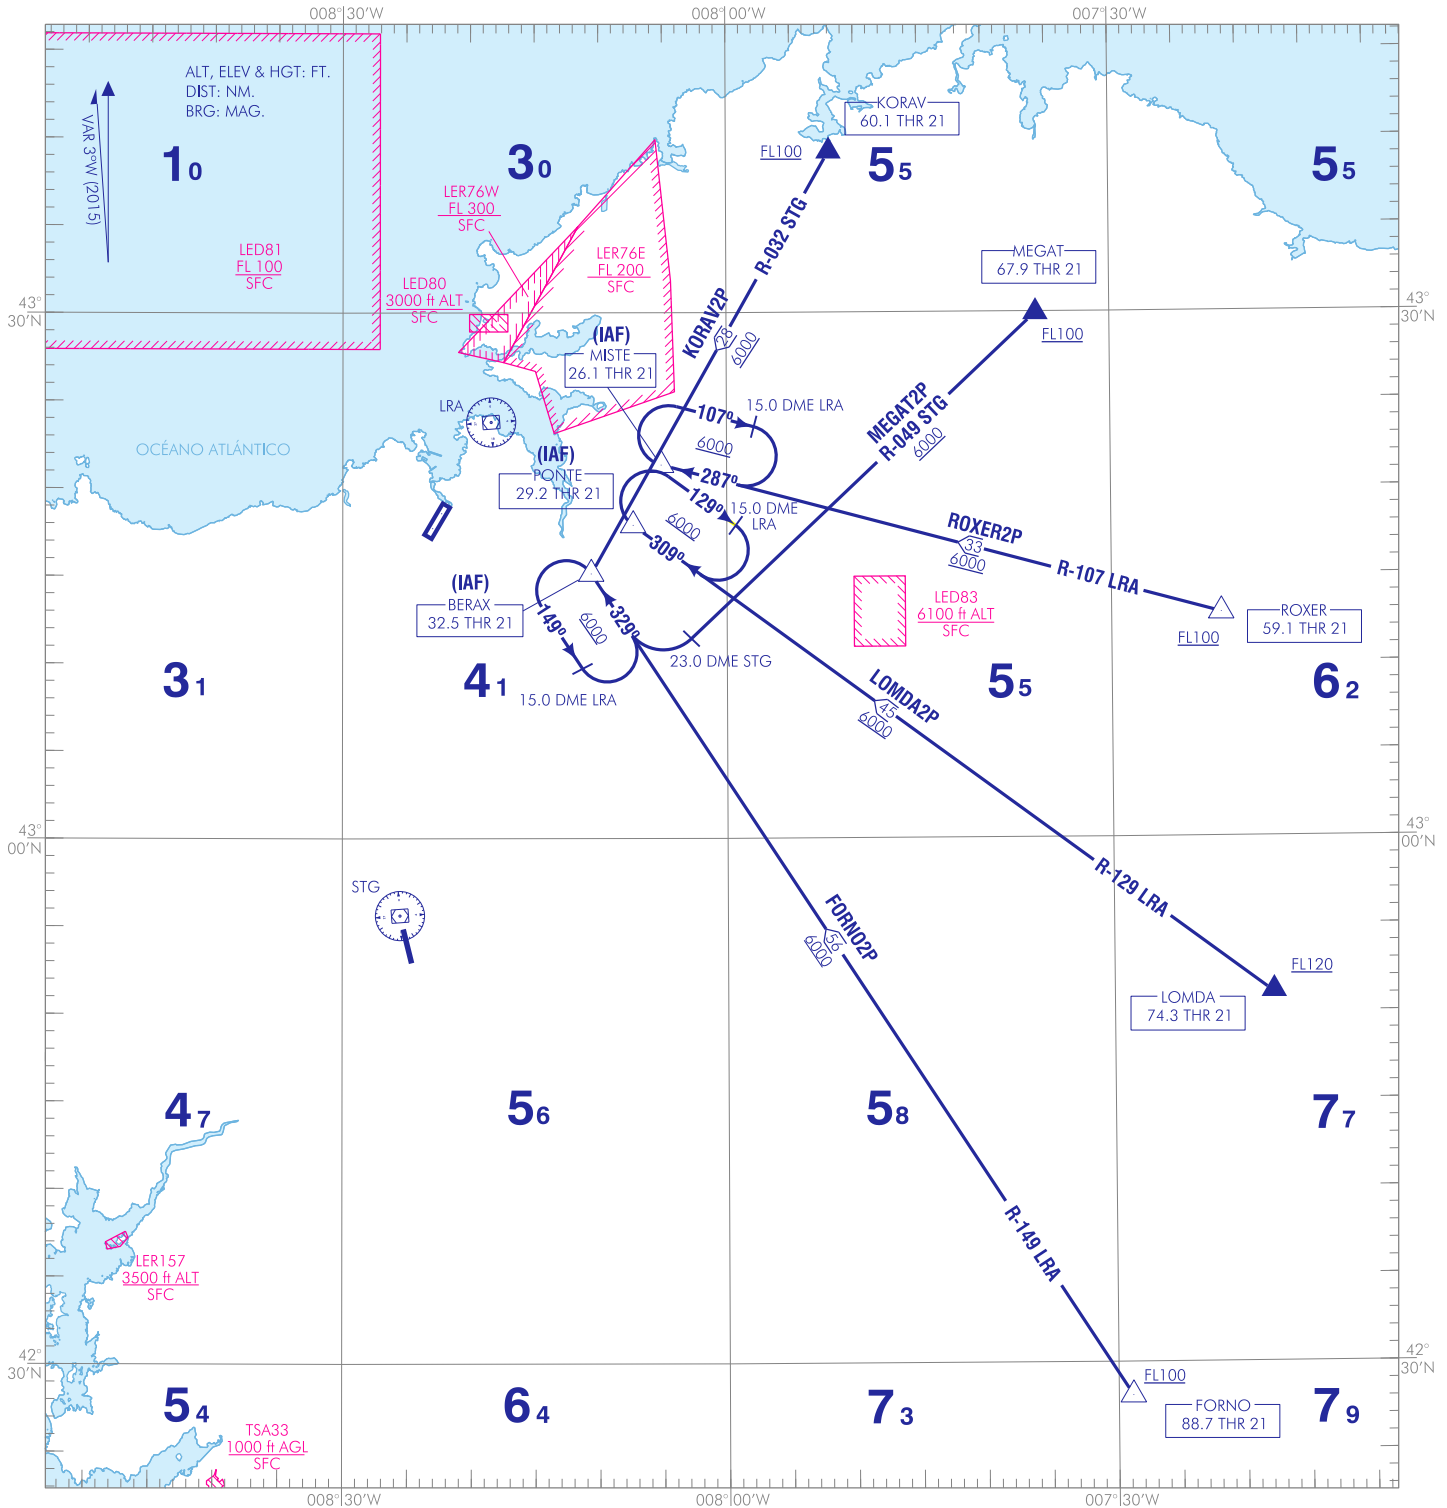 008°30'W
008°00'W
007°30'W
ALT, ELEV & HGT: FT.
DIST: NM.
BRG: MAG.
VAR 3ºW (2015)
10
30
55
55
KORAV
60.1 THR 21
FL100
R-032 STG
LER76W
FL 300
SFC
LED81
FL 100
SFC
LER76E
FL 200
SFC
MEGAT
67.9 THR 21
FL100
LED80
3000 ft ALT
SFC
43°
30'N
43°
30'N
KORAV2P
28
6000
(IAF)
MISTE
26.1 THR 21
LRA
107º
15.0 DME LRA
6000
287º
MEGAT2P
R-049 STG
6000
OCÉANO ATLÁNTICO
(IAF)
PONTE
29.2 THR 21
129º
15.0 DME
LRA
6000
309º
ROXER2P
33
6000
R-107 LRA
ROXER
59.1 THR 21
FL100
(IAF)
BERAX
32.5 THR 21
149º
6000
329º
LED83
6100 ft ALT
SFC
23.0 DME STG
15.0 DME LRA
31
41
55
62
LOMDA2P
45
6000
43°
00'N
43°
00'N
R-129 LRA
STG
FORNO2P
56
6000
FL120
LOMDA
74.3 THR 21
47
56
58
77
R-149 LRA
LER157
3500 ft ALT
SFC
42°
30'N
42°
30'N
FL100
FORNO
88.7 THR 21
54
64
73
79
TSA33
1000 ft AGL
SFC
008°30'W
008°00'W
007°30'W